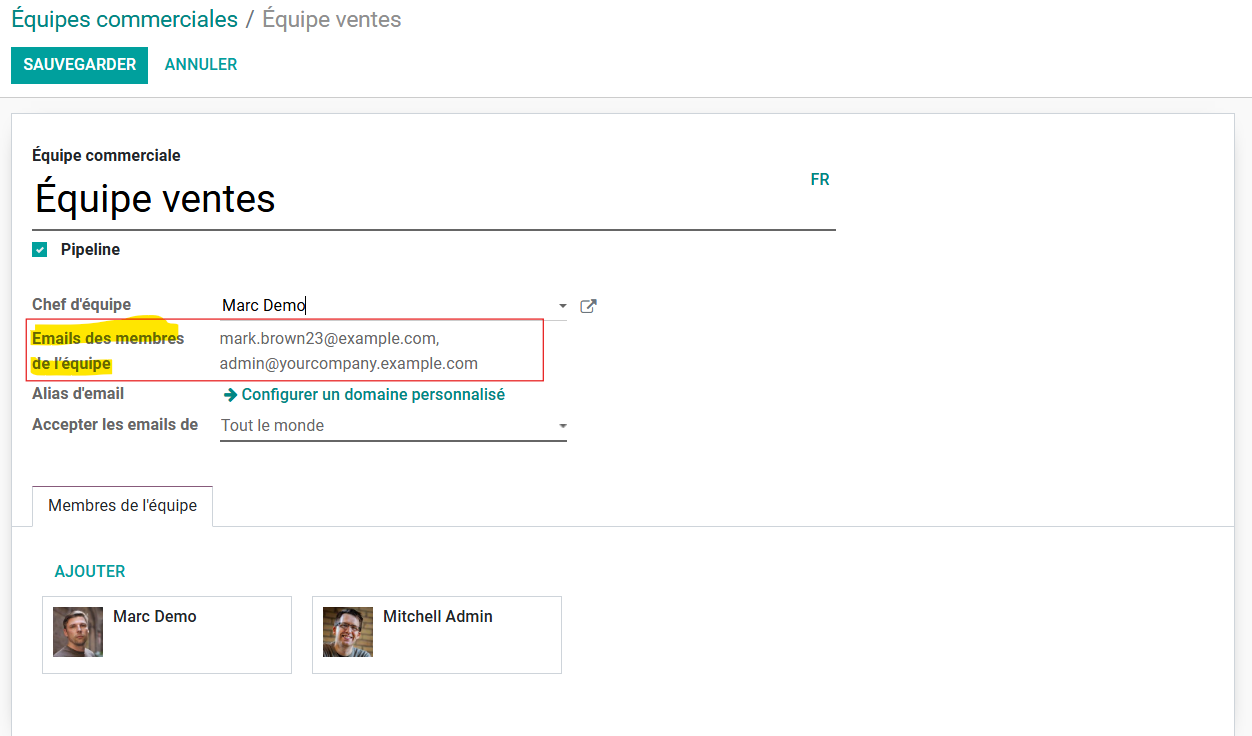 Équipes commerciales / Équipe ventes
SAUVEGARDER ANNULER
Équipe commerciale
Équipe ventes
FR
Pipeline
Chef d'équipe Marc Demo
Emails des membres mark.brown23@example.com,
de l'équipe admin@yourcompany.example.com
Alias d'email Configurer un domaine personnalisé
Accepter les emails de Tout le monde
Membres de l'équipe
AJOUTER
Marc Demo Mitchell Admin